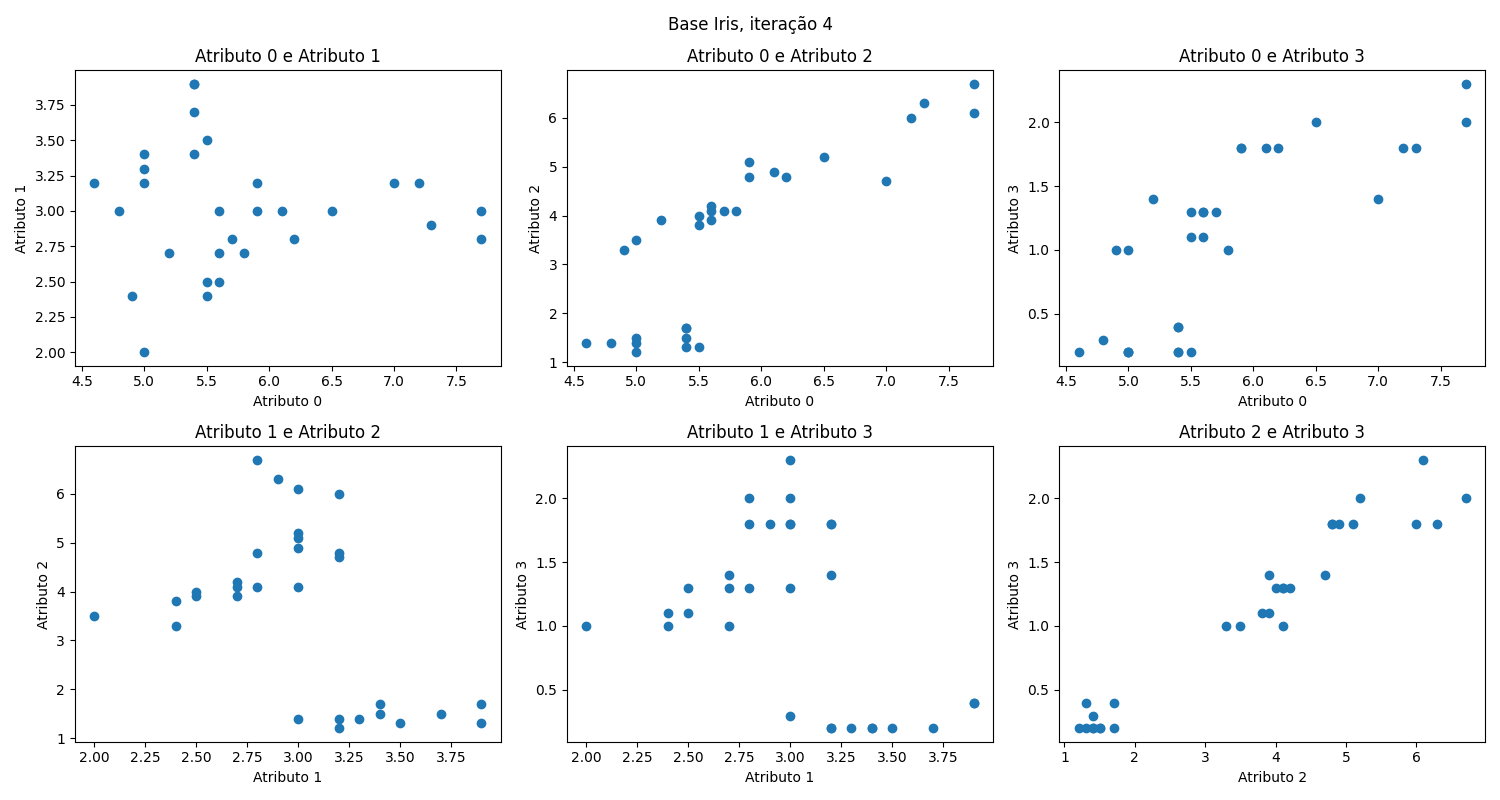 Base Iris, iteração 4
Atributo 0 e Atributo 1
Atributo 1
3.75
3.50
3.25
3.00
2.75
2.50
2.25
2.00
4.5 5.0 5.5 6.0 6.5 7.0 7.5
Atributo 0
Atributo 0 e Atributo 2
Atributo 2
6
5
4
3
2
1
4.5 5.0 5.5 6.0 6.5 7.0 7.5
Atributo 0
Atributo 0 e Atributo 3
Atributo 3
2.0
1.5
1.0
0.5
4.5 5.0 5.5 6.0 6.5 7.0 7.5
Atributo 0
Atributo 1 e Atributo 2
Atributo 2
6
5
4
3
2
1
2.00 2.25 2.50 2.75 3.00 3.25 3.50 3.75
Atributo 1
Atributo 1 e Atributo 3
Atributo 3
2.0
1.5
1.0
0.5
2.00 2.25 2.50 2.75 3.00 3.25 3.50 3.75
Atributo 1
Atributo 2 e Atributo 3
Atributo 3
2.0
1.5
1.0
0.5
1 2 3 4 5 6
Atributo 2